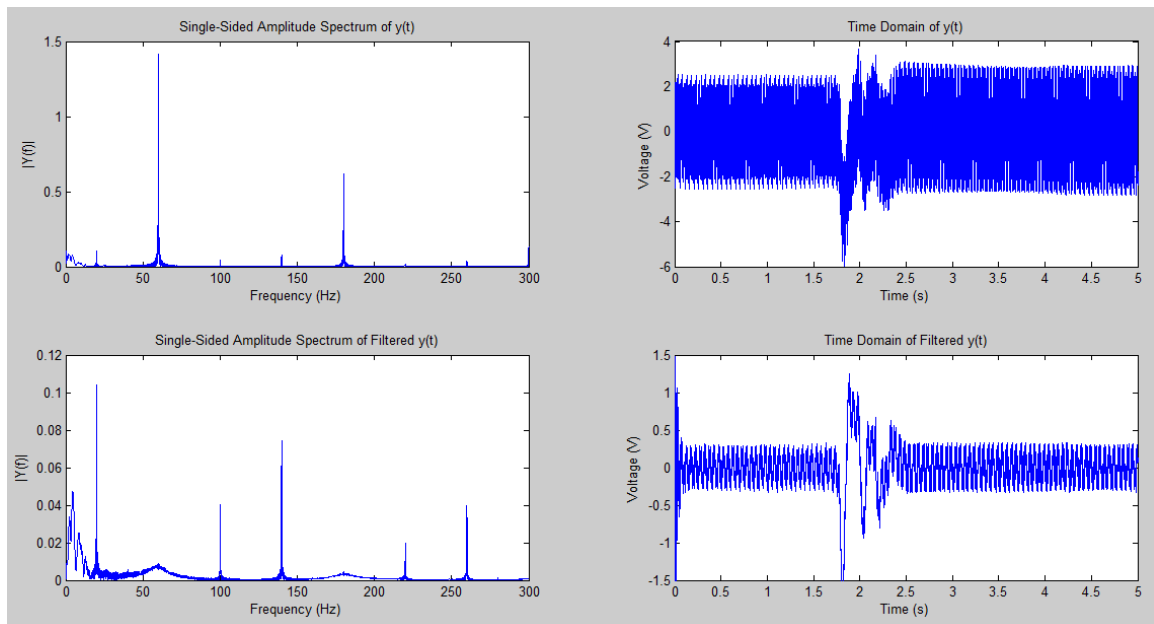 Single-Sided Amplitude Spectrum of y(t)
1.5
1
0.5
0
|Y(f)|
0 50 100 150 200 250 300
Frequency (Hz)
Time Domain of y(t)
4
2
0
-2
-4
-6
Voltage (V)
0 0.5 1 1.5 2 2.5 3 3.5 4 4.5 5
Time (s)
Single-Sided Amplitude Spectrum of Filtered y(t)
0.12
0.1
0.08
0.06
0.04
0.02
0
|Y(f)|
0 50 100 150 200 250 300
Frequency (Hz)
Time Domain of Filtered y(t)
1.5
1
0.5
0
-0.5
-1
-1.5
Voltage (V)
0 0.5 1 1.5 2 2.5 3 3.5 4 4.5 5
Time (s)